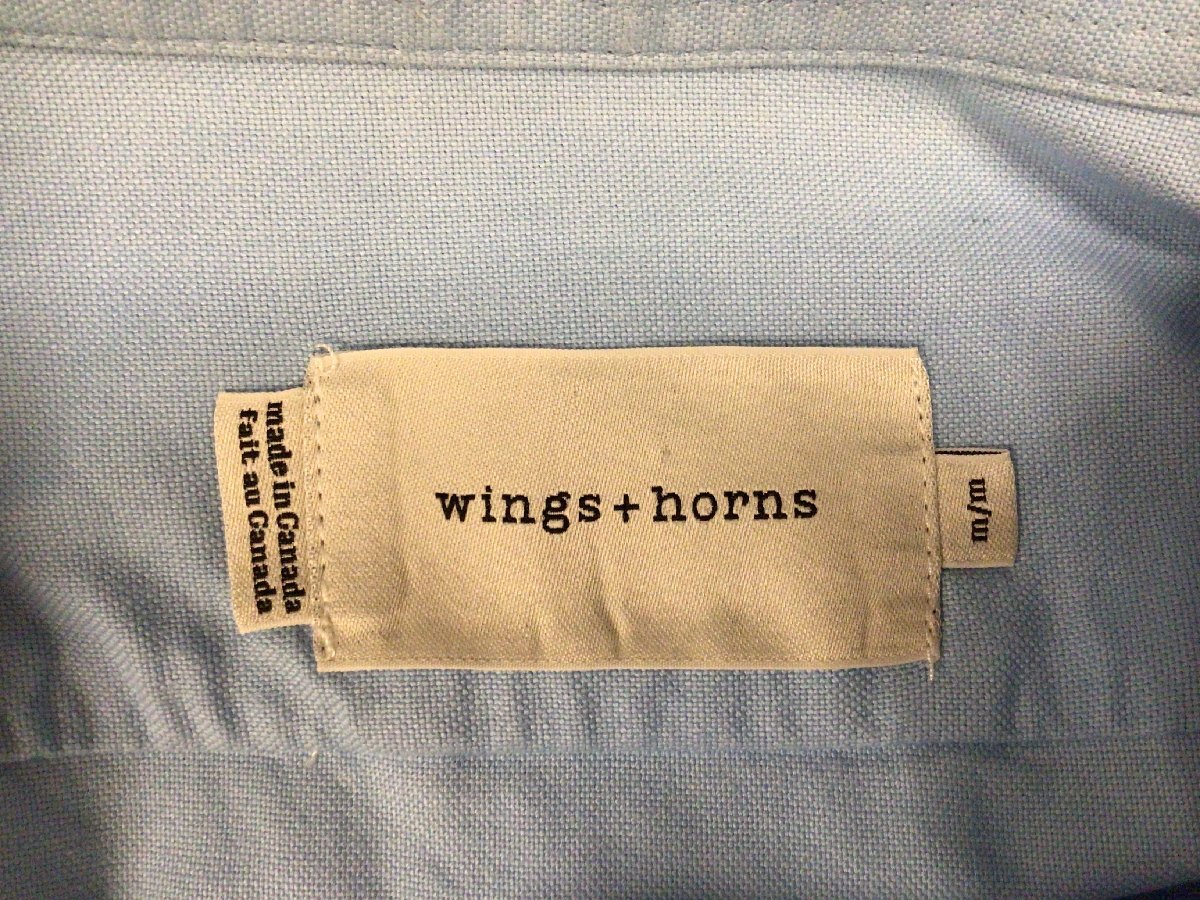 made in Canada
fait au Canada
wings+horns
m/m